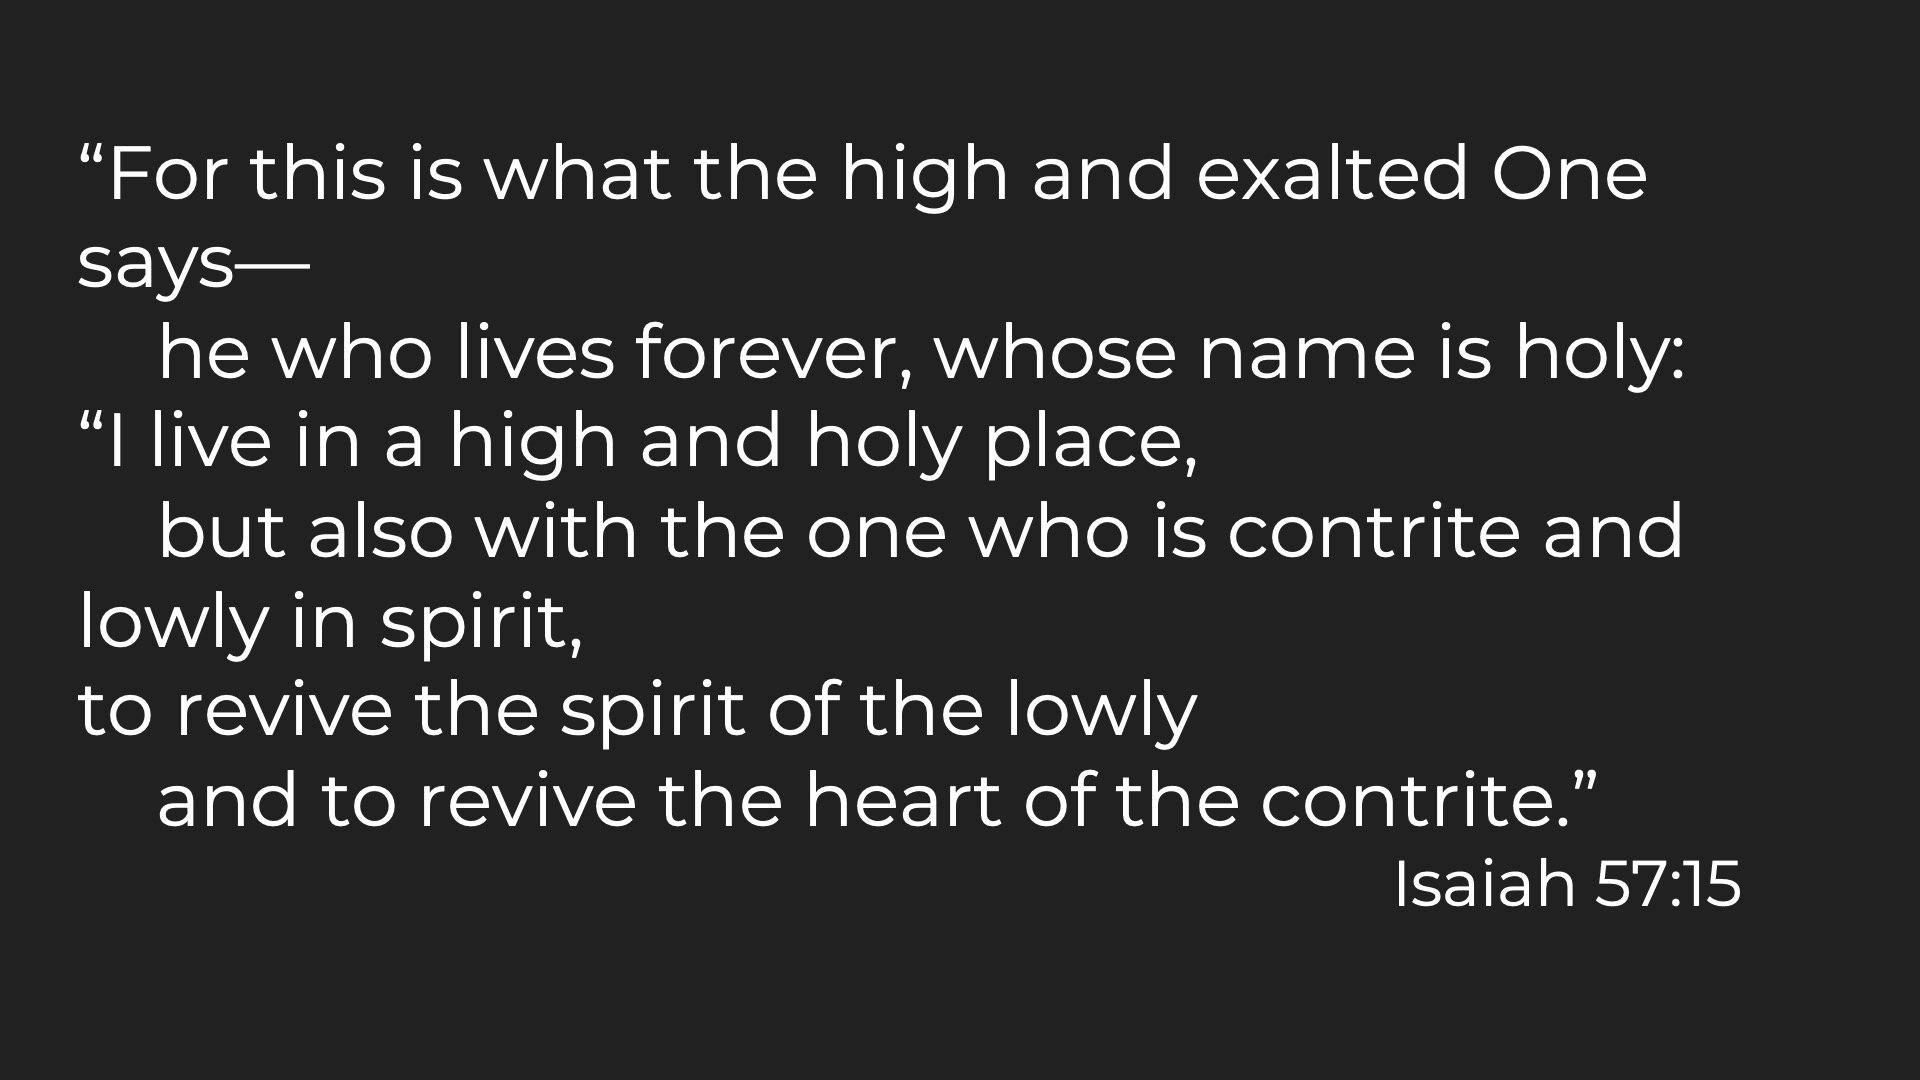 “For this is what the high and exalted One
says—
he who lives forever, whose name is holy:
“I live in a high and holy place,
but also with the one who is contrite and
lowly in spirit,
to revive the spirit of the lowly
and to revive the heart of the contrite.”
Isaiah 57:15